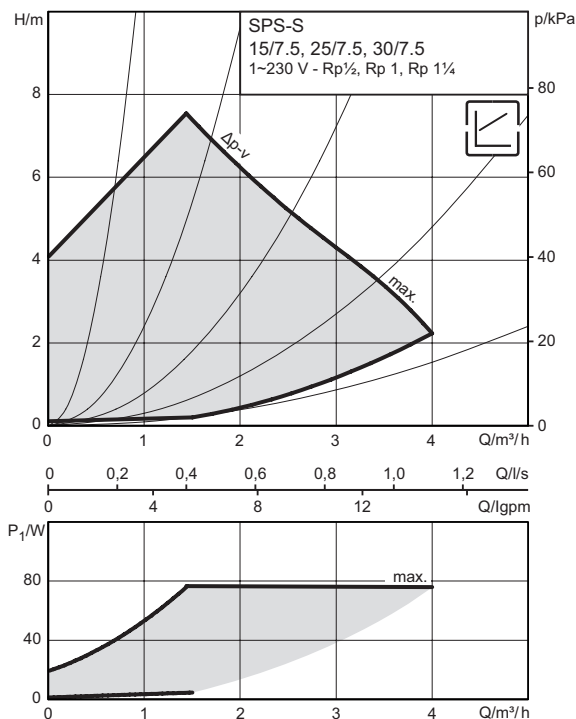 H/m
p/kPa
SPS-S
15/7.5, 25/7.5, 30/7.5
1~230 V - Rp½, Rp 1, Rp 1¼
8
80
Δp-v
6
60
4
40
max.
2
20
0
0
0 1 2 3 4 Q/m³/h
0 0,2 0,4 0,6 0,8 1,0 1,2 Q/l/s
0 4 8 12 Q/Igpm
P₁/W
80
max.
40
0
0 1 2 3 4 Q/m³/h